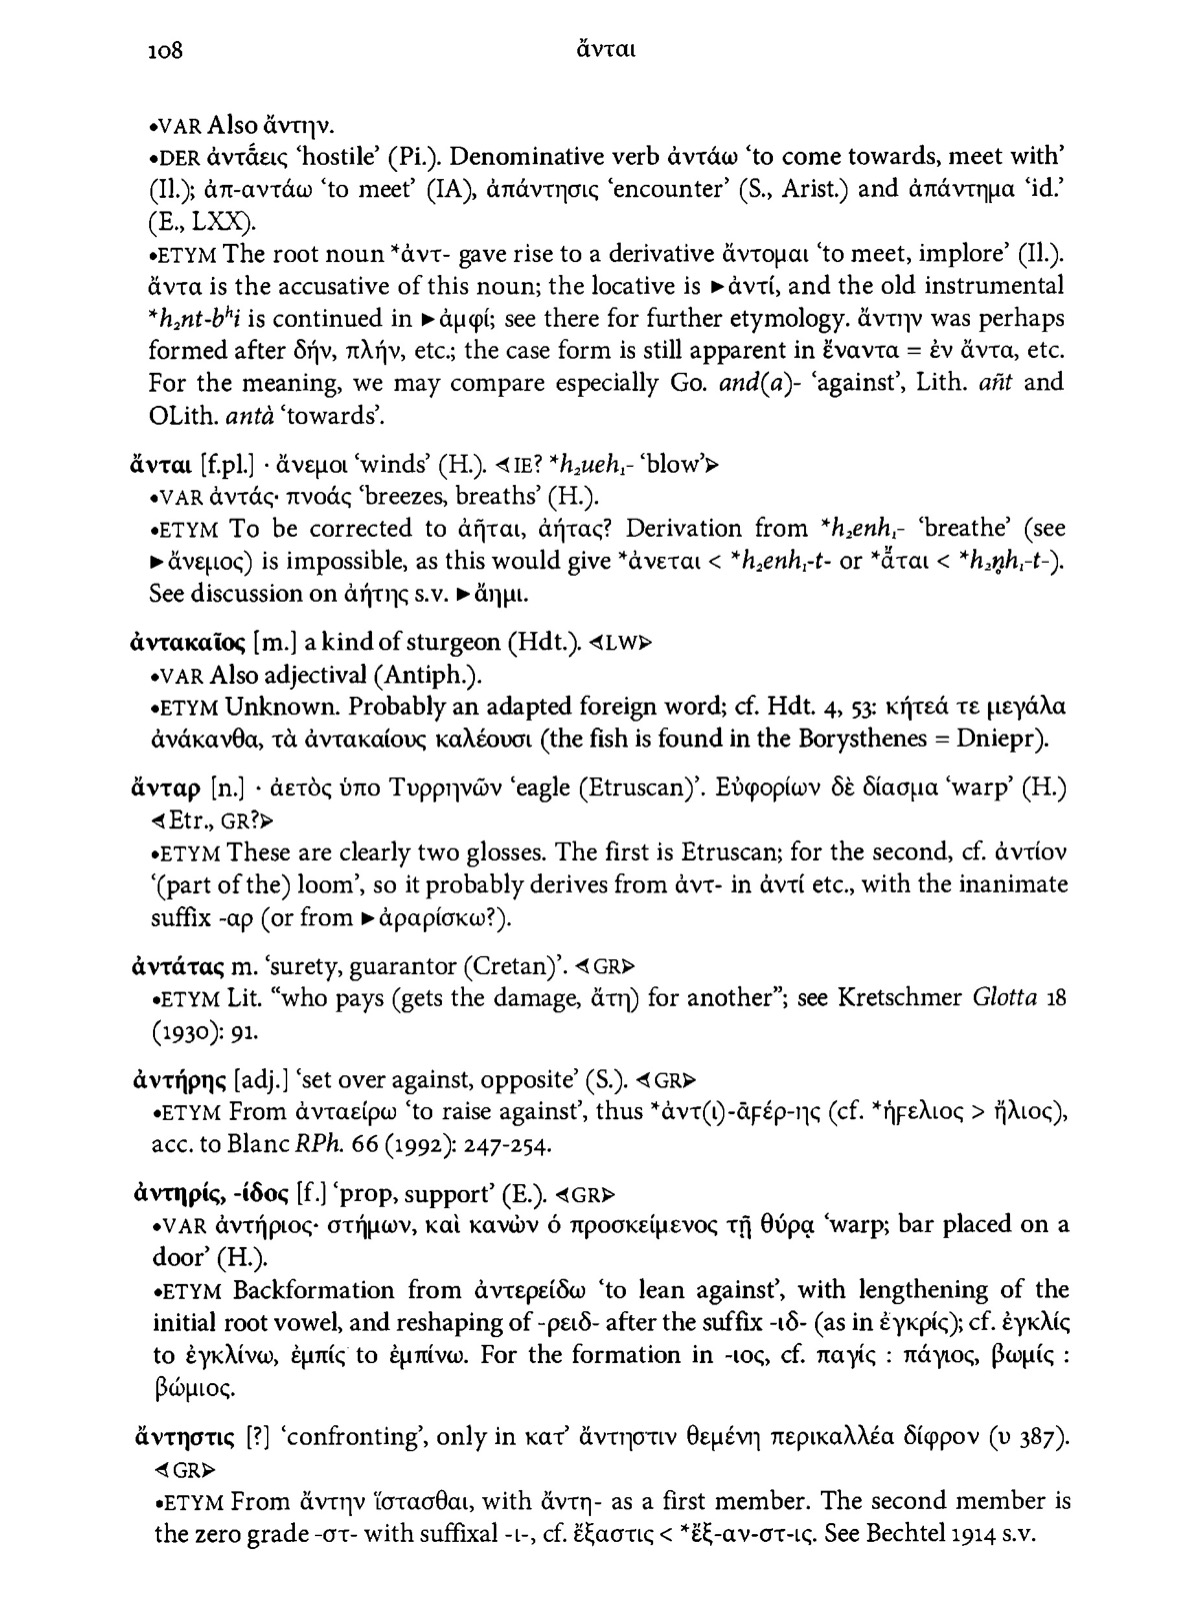 108
ἄνται
•VAR Also ἄντην.
•DER ἀντά̄εις ‘hostile’ (Pi.). Denominative verb ἀντάω ‘to come towards, meet with’
(Il.); ἀπ-αντάω ‘to meet’ (IA), ἀπάντησις ‘encounter’ (S., Arist.) and ἀπάντημα ‘id.’
(E., LXX).
•ETYM The root noun *ἀντ- gave rise to a derivative ἄντομαι ‘to meet, implore’ (Il.).
ἄντα is the accusative of this noun; the locative is ►ἀντί, and the old instrumental
*h₂nt-bʰi is continued in ►ἀμφί; see there for further etymology. ἄντην was perhaps
formed after δήν, πλήν, etc.; the case form is still apparent in ἔναντα = ἐν ἄντα, etc.
For the meaning, we may compare especially Go. and(a)- ‘against’, Lith. añt and
OLith. antà ‘towards’.
ἄνται [f.pl.] · ἄνεμοι ‘winds’ (H.). ⊲IE? *h₂ueh₁- ‘blow’⊳
•VAR ἀντάς· πνοάς ‘breezes, breaths’ (H.).
•ETYM To be corrected to ἀῆται, ἀήτας? Derivation from *h₂enh₁- ‘breathe’ (see
►ἄνεμος) is impossible, as this would give *ἀνεται < *h₂enh₁-t- or *ἄ̄ται < *h₂n̥h₁-t-).
See discussion on ἀήτης s.v. ►ἄημι.
ἀντακαῖος [m.] a kind of sturgeon (Hdt.). ⊲LW⊳
•VAR Also adjectival (Antiph.).
•ETYM Unknown. Probably an adapted foreign word; cf. Hdt. 4, 53: κήτεά τε μεγάλα
ἀνάκανθα, τὰ ἀντακαίους καλέουσι (the fish is found in the Borysthenes = Dniepr).
ἄνταρ [n.] · ἀετὸς ὑπο Τυρρηνῶν ‘eagle (Etruscan)’. Εὐφορίων δὲ δίασμα ‘warp’ (H.)
⊲Etr., GR?⊳
•ETYM These are clearly two glosses. The first is Etruscan; for the second, cf. ἀντίον
‘(part of the) loom’, so it probably derives from ἀντ- in ἀντί etc., with the inanimate
suffix -αρ (or from ►ἀραρίσκω?).
ἀντάτας m. ‘surety, guarantor (Cretan)’. ⊲GR⊳
•ETYM Lit. “who pays (gets the damage, ἄτη) for another”; see Kretschmer Glotta 18
(1930): 91.
ἀντήρης [adj.] ‘set over against, opposite’ (S.). ⊲GR⊳
•ETYM From ἀνταείρω ‘to raise against’, thus *ἀντ(ι)-ᾱϝέρ-ης (cf. *ἠϝελιος > ἥλιος),
acc. to Blanc RPh. 66 (1992): 247-254.
ἀντηρίς, -ίδος [f.] ‘prop, support’ (E.). ⊲GR⊳
•VAR ἀντήριος· στήμων, καὶ κανὼν ὁ προσκείμενος τῇ θύρᾳ ‘warp; bar placed on a
door’ (H.).
•ETYM Backformation from ἀντερείδω ‘to lean against’, with lengthening of the
initial root vowel, and reshaping of -ρειδ- after the suffix -ιδ- (as in ἐγκρίς); cf. ἐγκλίς
to ἐγκλίνω, ἐμπίς to ἐμπίνω. For the formation in -ιος, cf. παγίς : πάγιος, βωμίς :
βώμιος.
ἄντηστις [?] ‘confronting’, only in κατ’ ἄντηστιν θεμένη περικαλλέα δίφρον (υ 387).
⊲GR⊳
•ETYM From ἄντην ἵστασθαι, with ἄντη- as a first member. The second member is
the zero grade -στ- with suffixal -ι-, cf. ἔξαστις < *ἔξ-αν-στ-ις. See Bechtel 1914 s.v.